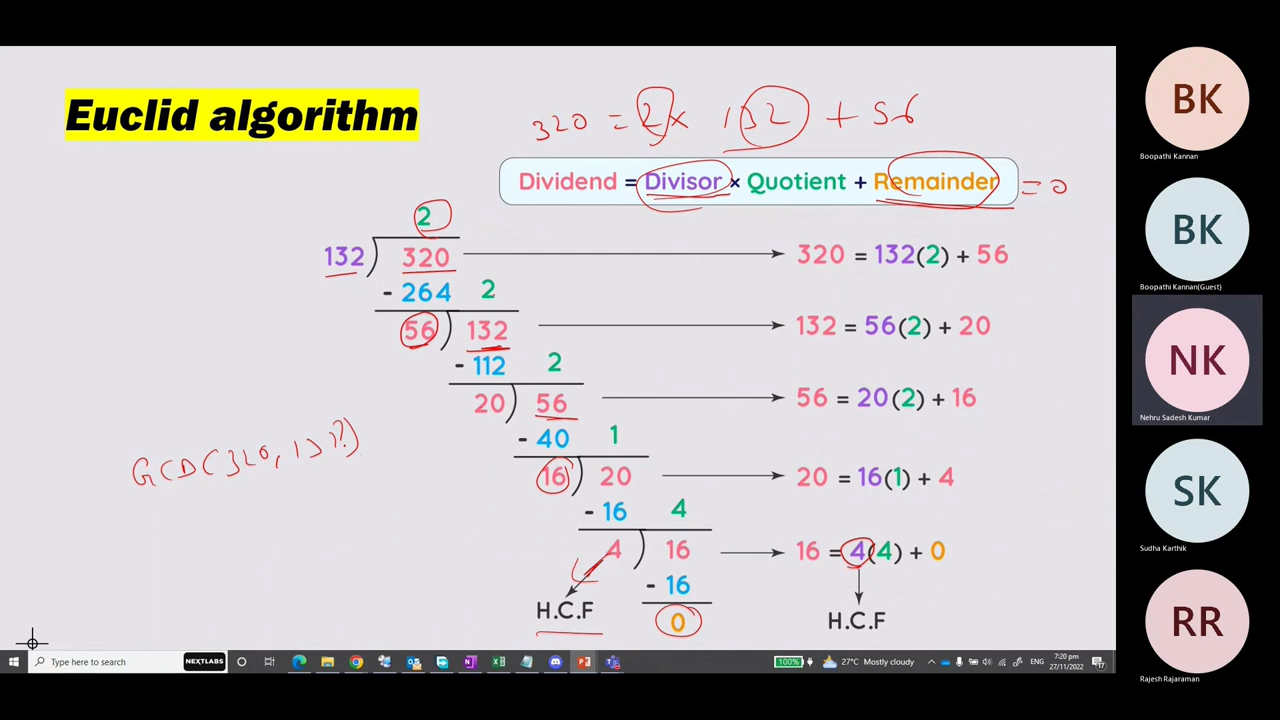 Euclid algorithm
320 = 2 x 132 + 56
Dividend = Divisor × Quotient + Remainder = 0
2
132 ) 320 → 320 = 132(2) + 56
- 264 2
56 ) 132 → 132 = 56(2) + 20
- 112 2
20 ) 56 → 56 = 20(2) + 16
- 40 1
16 ) 20 → 20 = 16(1) + 4
- 16 4
4 ) 16 → 16 = 4(4) + 0
- 16
H.C.F 0 H.C.F
GCD(320, 132)
BK
Boopathi Kannan
BK
Boopathi Kannan(Guest)
NK
Nehru Sadesh Kumar
SK
Sudha Karthik
RR
Rajesh Rajaraman
Type here to search NEXTLABS 100% 27°C Mostly cloudy ENG 7:20 pm
27/11/2022